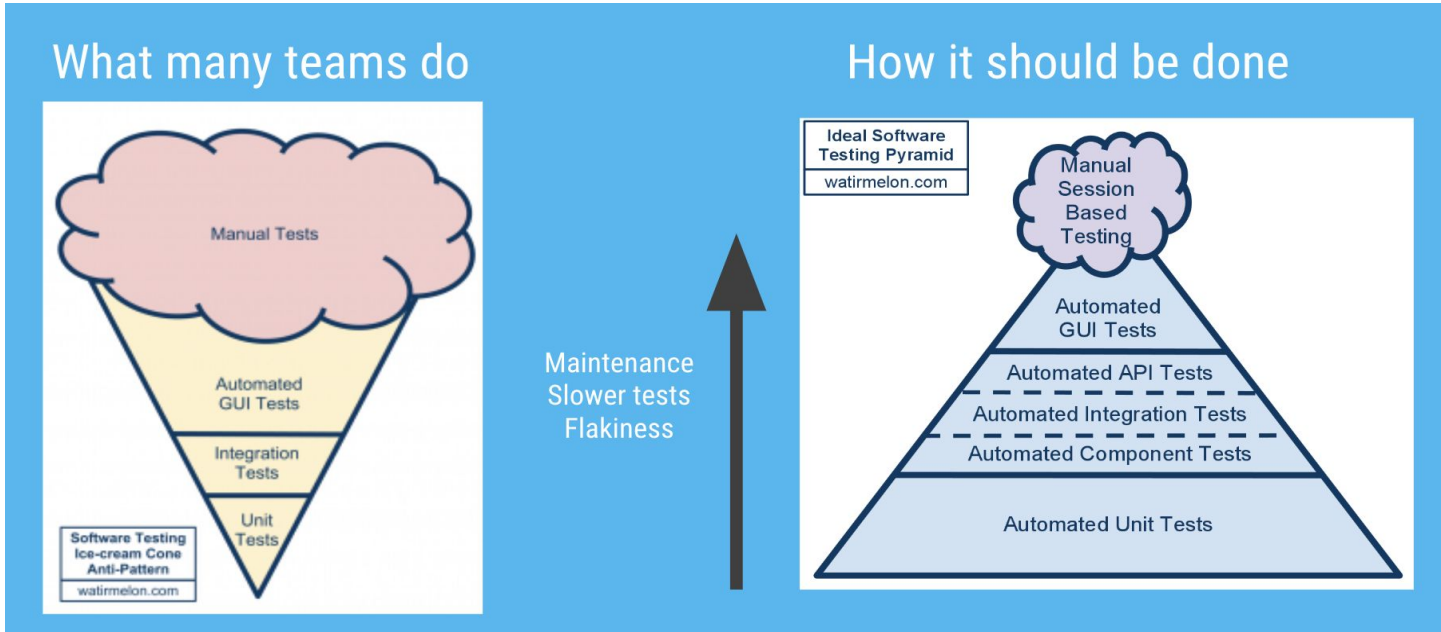 What many teams do
Manual Tests
Automated
GUI Tests
Integration
Tests
Unit
Tests
Software Testing
Ice-cream Cone
Anti-Pattern
watirmelon.com
Maintenance
Slower tests
Flakiness
How it should be done
Ideal Software
Testing Pyramid
watirmelon.com
Manual
Session
Based
Testing
Automated
GUI Tests
Automated API Tests
Automated Integration Tests
Automated Component Tests
Automated Unit Tests